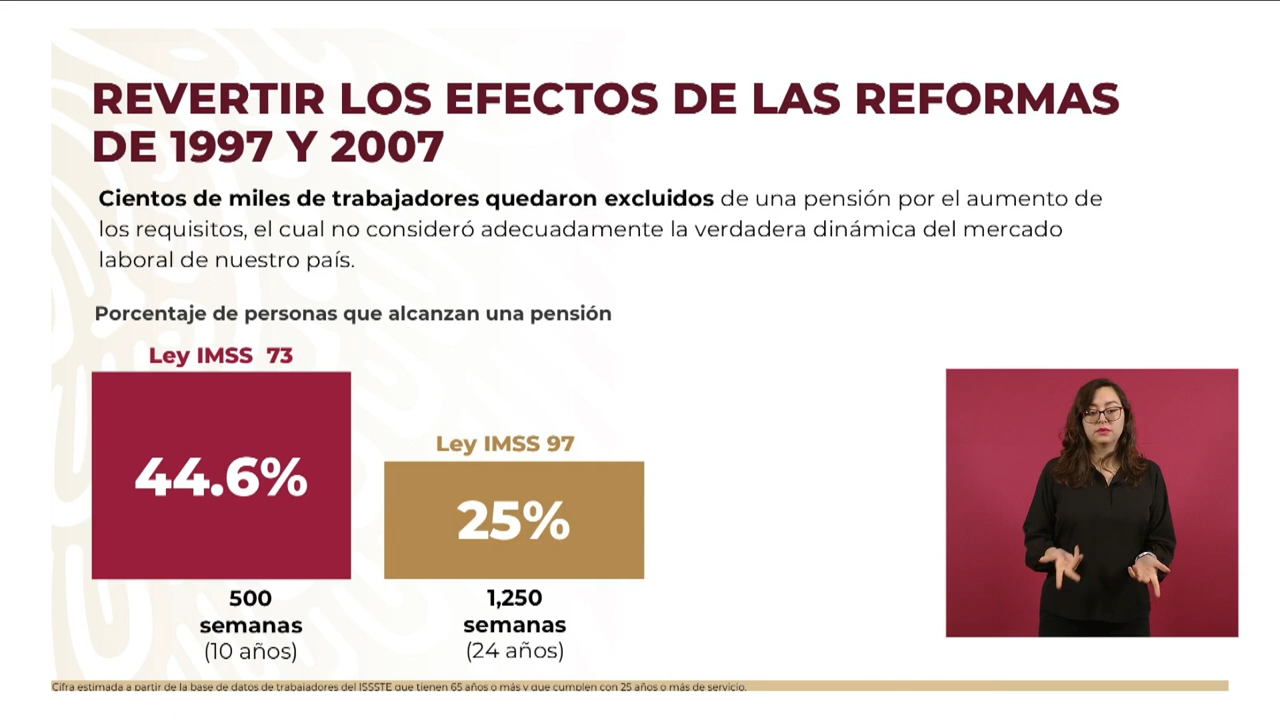 REVERTIR LOS EFECTOS DE LAS REFORMAS
DE 1997 Y 2007
Cientos de miles de trabajadores quedaron excluidos de una pensión por el aumento de
los requisitos, el cual no consideró adecuadamente la verdadera dinámica del mercado
laboral de nuestro país.
Porcentaje de personas que alcanzan una pensión
Ley IMSS 73
44.6%
500
semanas
(10 años)
Ley IMSS 97
25%
1,250
semanas
(24 años)
Cifra estimada a partir de la base de datos de trabajadores del ISSSTE que tienen 65 años o más y que cumplen con 25 años o más de servicio.